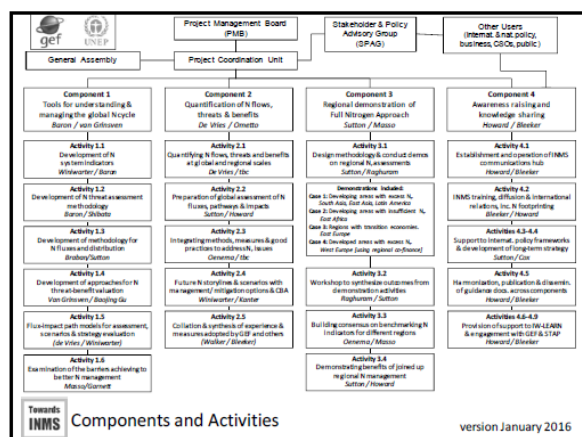 gef
UNEP
Project Management Board
(PMB)
Stakeholder & Policy
Advisory Group
(SPAG)
Other Users
(Internat. & nat. policy,
business, CSOs, public)
General Assembly
Project Coordination Unit
Component 1
Tools for understanding &
managing the global N cycle
Baron / van Grinsven
Activity 1.1
Development of N
system indicators
Winiwarter / Baron
1.2
Development of N threat assessment
methodology
Baron / Shibata
1.3
Development of methodology for
N fluxes and distribution
Brabay/Sutton
Activity 1.4
Development of approaches for N
threat-benefit valuation
Van Grinsven / Baojing Gu
Activity 1.5
Flux-impact path models for assessment,
scenarios & strategy evaluation
(de Vries / Winiwarter)
Activity 1.6
Examination of the barriers achieving to
better N management
Masso/Garnett
Component 2
Quantification of N flows,
threats & benefits
De Vries / Ometto
Activity 2.1
Quantifying N flows, threats and benefits
at global and regional scales
De Vries / tbc
Activity 2.2
Preparation of global assessment of N
fluxes, pathways & impacts
Sutton / Howard
Activity 2.3
Integrating methods, measures & good
practices to address N, issues
Oenema / tbc
Activity 2.4
Future N storylines & scenarios with
management / mitigation options & CBA
Winiwarter / Kanter
Activity 2.5
Collation & synthesis of experience &
measures adopted by GEF and others
(Walker / Bleeker)
Component 3
Regional demonstration of
Full Nitrogen Approach
Sutton / Masso
Activity 3.1
Design methodology & conduct demos
on regional N, assessments
Sutton / Raghuram
Demonstrations included:
Case 1: Developing areas with excess N,
South Asia, East Asia, Latin America
Case 2: Developing areas with insufficient N,
East Africa
Case 3: Regions with transition economies.
East Europe
Case 4: Developed areas with excess N,
West Europe [using regional co-finance]
Activity 3.2
Workshop to synthesize outcomes from
demonstration activities
Raghuram / Sutton
Activity 3.3
Building consensus on benchmarking N
Indicators for different regions
Oenema / Masso
Activity 3.4
Demonstrating benefits of joined up
regional N management
Sutton / Howard
Component 4
Awareness raising and
knowledge sharing
Howard / Bleeker
Activity 4.1
Establishment and operation of INMS
communications hub
Howard / Bleeker
Activity 4.2
INMS training, diffusion & international
relations, inc. N footprinting
Bleeker / Howard
Activities 4.3-4.4
Support to internat. policy frameworks
& development of long-term strategy
Sutton / Cox
Activity 4.5
Harmonization, publication & dissemin.
of guidance docs. across components
Howard / Bleeker
Activities 4.6-4.9
Provision of support to IW-LEARN
& engagement with GEF & STAP
Howard / Bleeker
Towards
INMS
Components and Activities
version January 2016